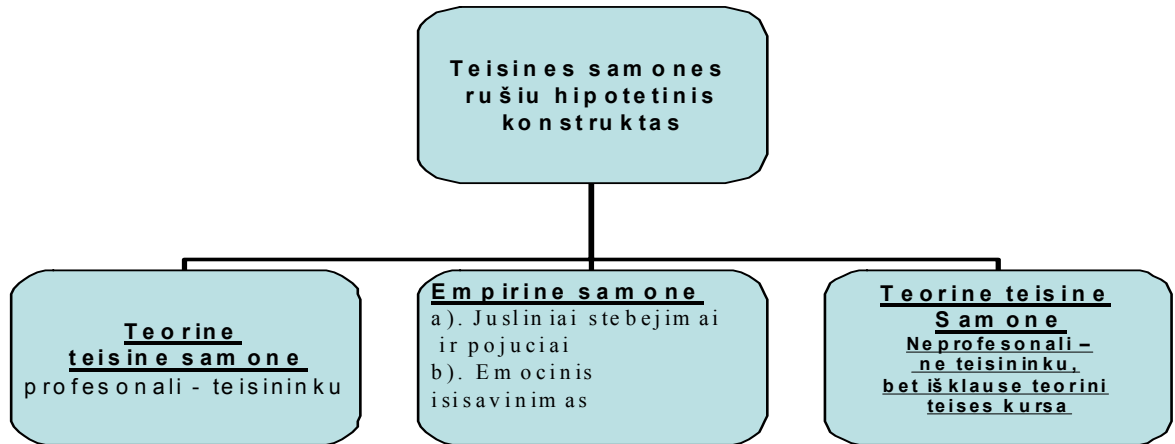 Teisines samones
rušiu hipotetinis
konstruktas
Teorine
teisine samone
profesonali - teisininku
Empirine samone
a). Jusliniai stebejimai
ir pojuciai
b). Emocinis
isisavinimas
Teorine teisine
Samone
Neprofesonali –
ne teisininku,
bet išklause teorini
teises kursa